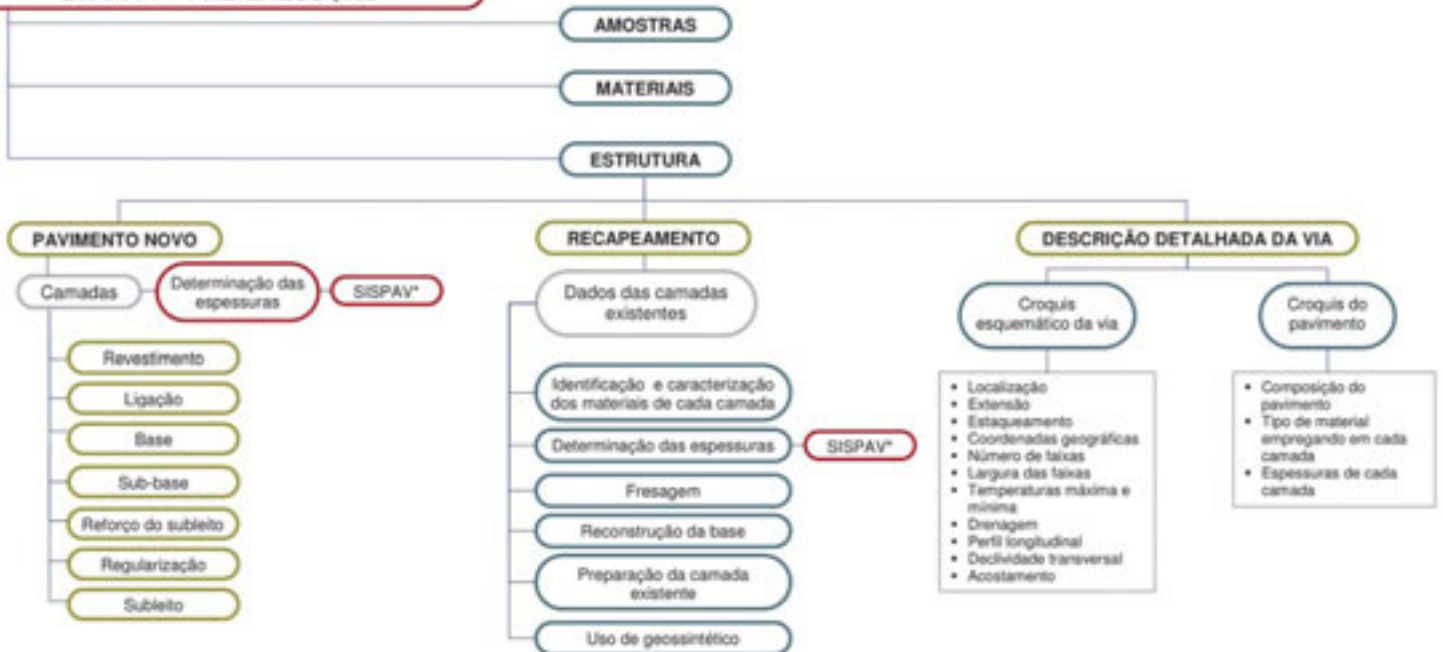 AMOSTRAS
MATERIAIS
ESTRUTURA
PAVIMENTO NOVO
Camadas
Determinação das
espessuras
SISPAV*
Revestimento
Ligação
Base
Sub-base
Reforço do subleito
Regularização
Subleito
RECAPEAMENTO
Dados das camadas
existentes
Identificação e caracterização
dos materiais de cada camada
Determinação das espessuras
SISPAV*
Fresagem
Reconstrução da base
Preparação da camada
existente
Uso de geossintético
DESCRIÇÃO DETALHADA DA VIA
Croquis
esquemático da via
• Localização
• Extensão
• Estaqueamento
• Coordenadas geográficas
• Número de faixas
• Largura das faixas
• Temperaturas máxima e
mínima
• Drenagem
• Perfil longitudinal
• Declividade transversal
• Acostamento
Croquis do
pavimento
• Composição do
pavimento
• Tipo de material
empregando em cada
camada
• Espessuras de cada
camada